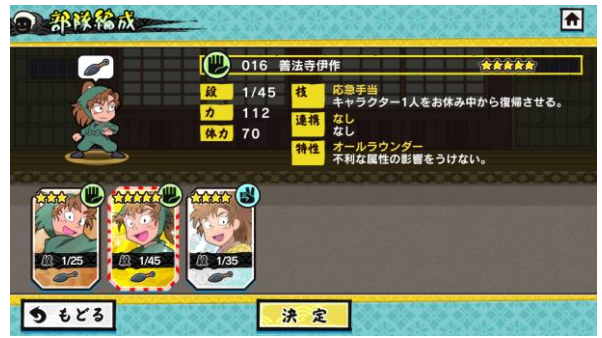 部隊編成
016 善法寺伊作
段 1/45
力 112
体力 70
技 応急手当
キャラクター1人をお休み中から復帰させる。
連携 なし
なし
特性 オールラウンダー
不利な属性の影響をうけない。
段 1/25
段 1/45
段 1/35
もどる
決定